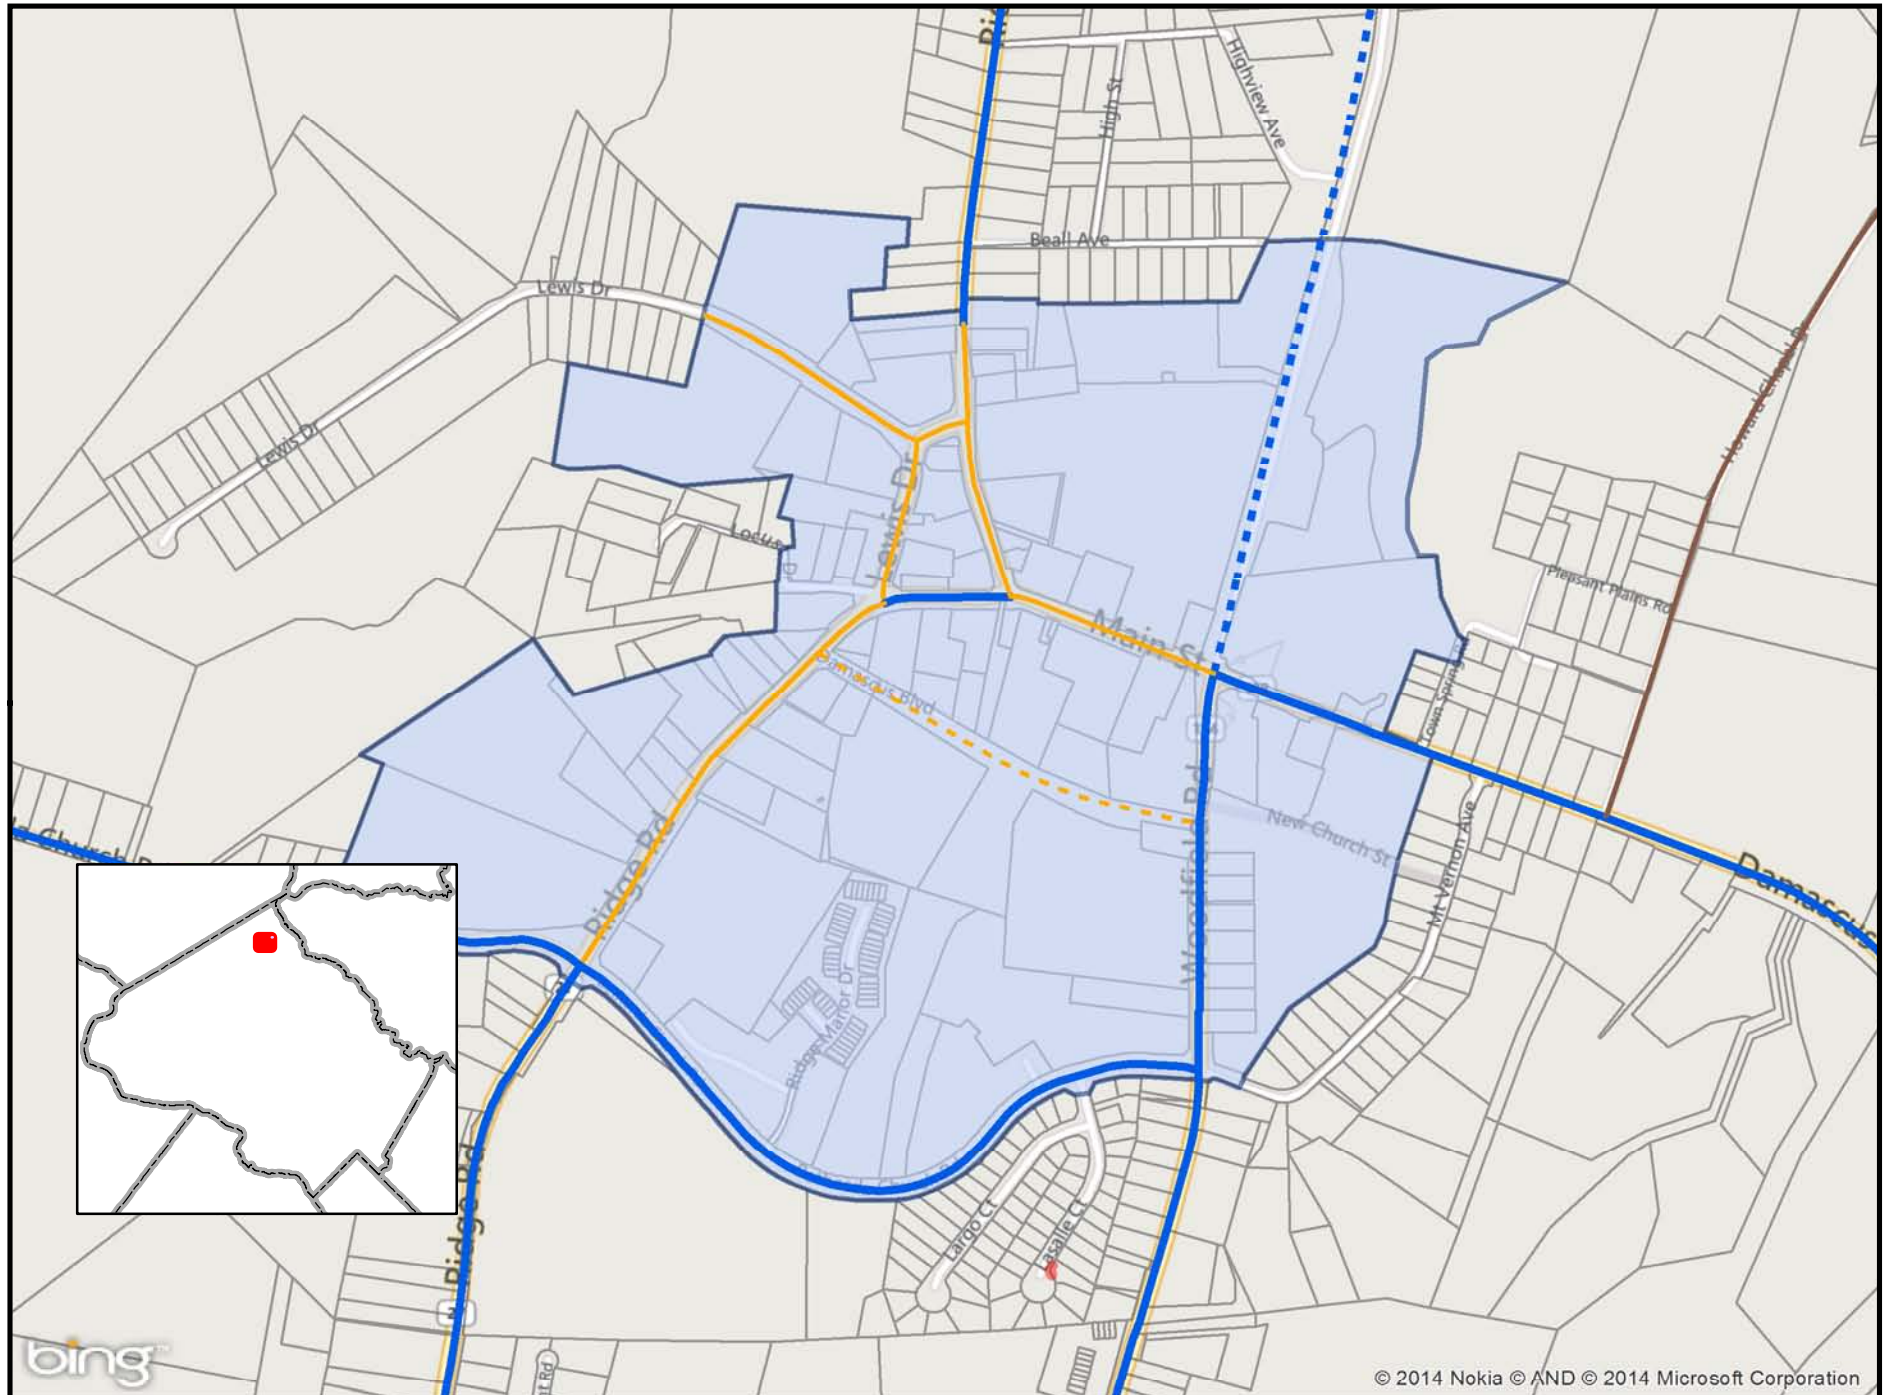 High St
Highview Ave
Beall Ave
Lewis Dr
Lewis Dr
Lewis Dr
Main St
Pleasant Plains Rd
Damascus Blvd
Town Spring
New Church St
Mt Vernon Ave
Ridge Rd
Woodfield Rd
Damascus
Ridge Manor Dr
Largo Ct
Lasalle Ct
Ridge Rd
bing
© 2014 Nokia © AND © 2014 Microsoft Corporation